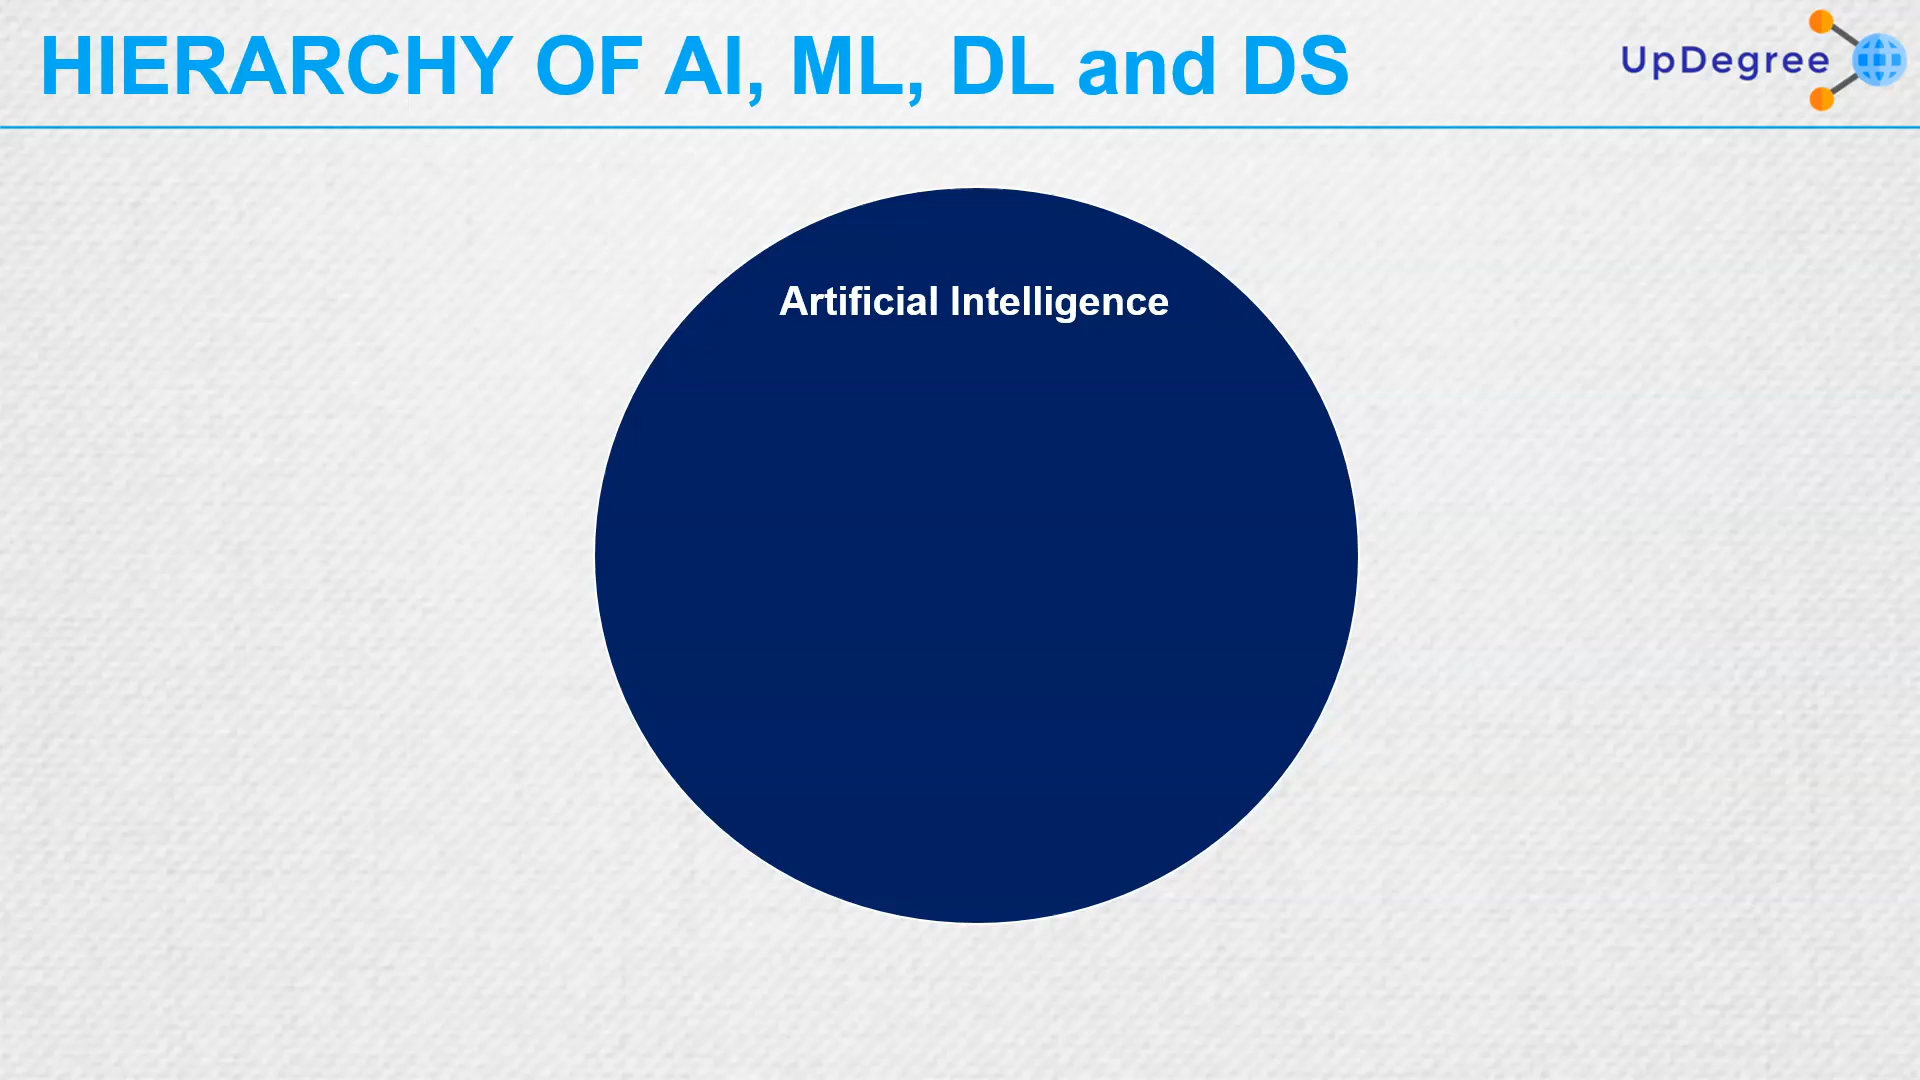 HIERARCHY OF AI, ML, DL and DS
UpDegree
Artificial Intelligence